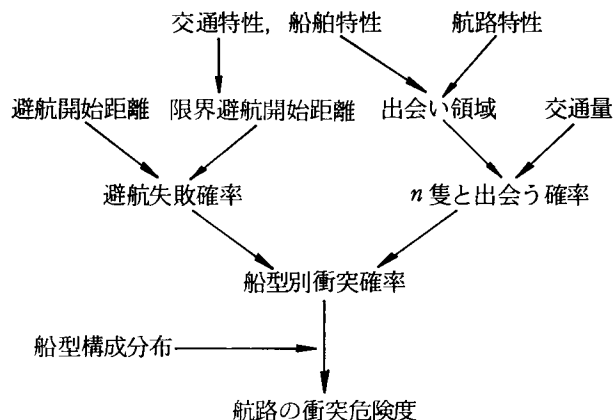 交通特性, 船舶特性 航路特性
避航開始距離 限界避航開始距離 出会い領域 交通量
避航失敗確率 n隻と出会う確率
船型別衝突確率
船型構成分布
航路の衝突危険度